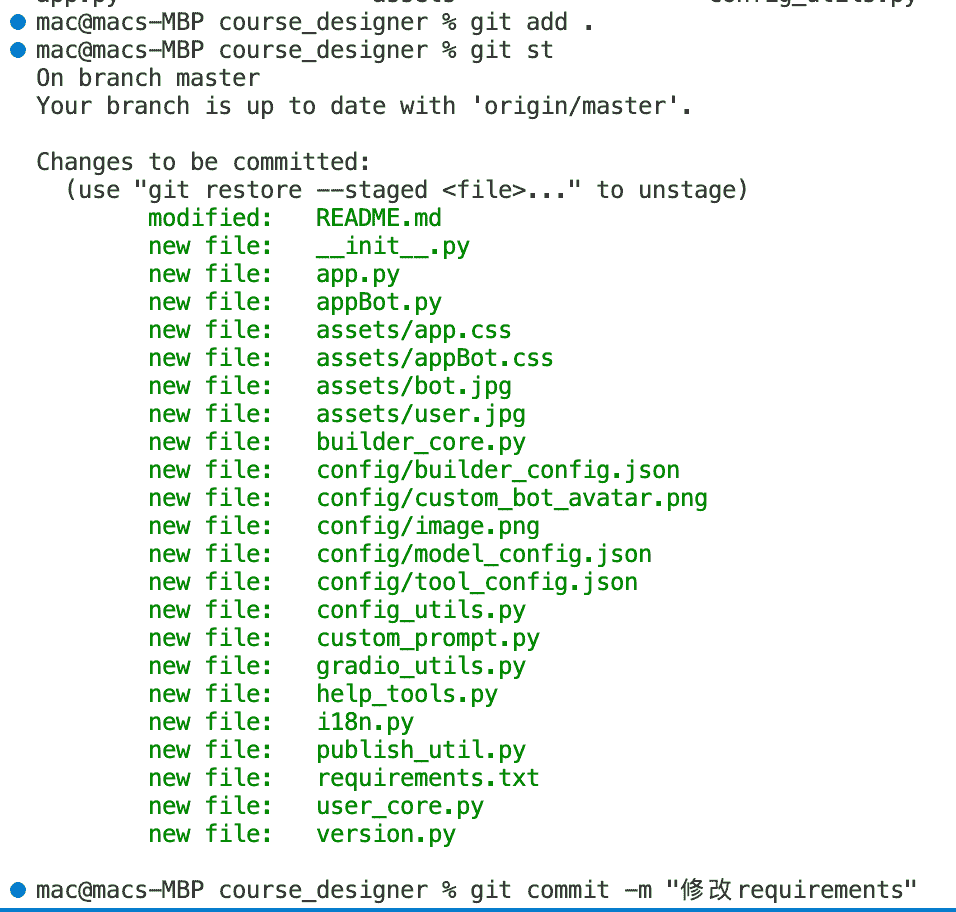 app.py assets config_utils.py
mac@macs-MBP course_designer % git add .
mac@macs-MBP course_designer % git st
On branch master
Your branch is up to date with 'origin/master'.
Changes to be committed:
(use "git restore --staged <file>..." to unstage)
modified: README.md
new file: __init__.py
new file: app.py
new file: appBot.py
new file: assets/app.css
new file: assets/appBot.css
new file: assets/bot.jpg
new file: assets/user.jpg
new file: builder_core.py
new file: config/builder_config.json
new file: config/custom_bot_avatar.png
new file: config/image.png
new file: config/model_config.json
new file: config/tool_config.json
new file: config_utils.py
new file: custom_prompt.py
new file: gradio_utils.py
new file: help_tools.py
new file: i18n.py
new file: publish_util.py
new file: requirements.txt
new file: user_core.py
new file: version.py
mac@macs-MBP course_designer % git commit -m "修改requirements"